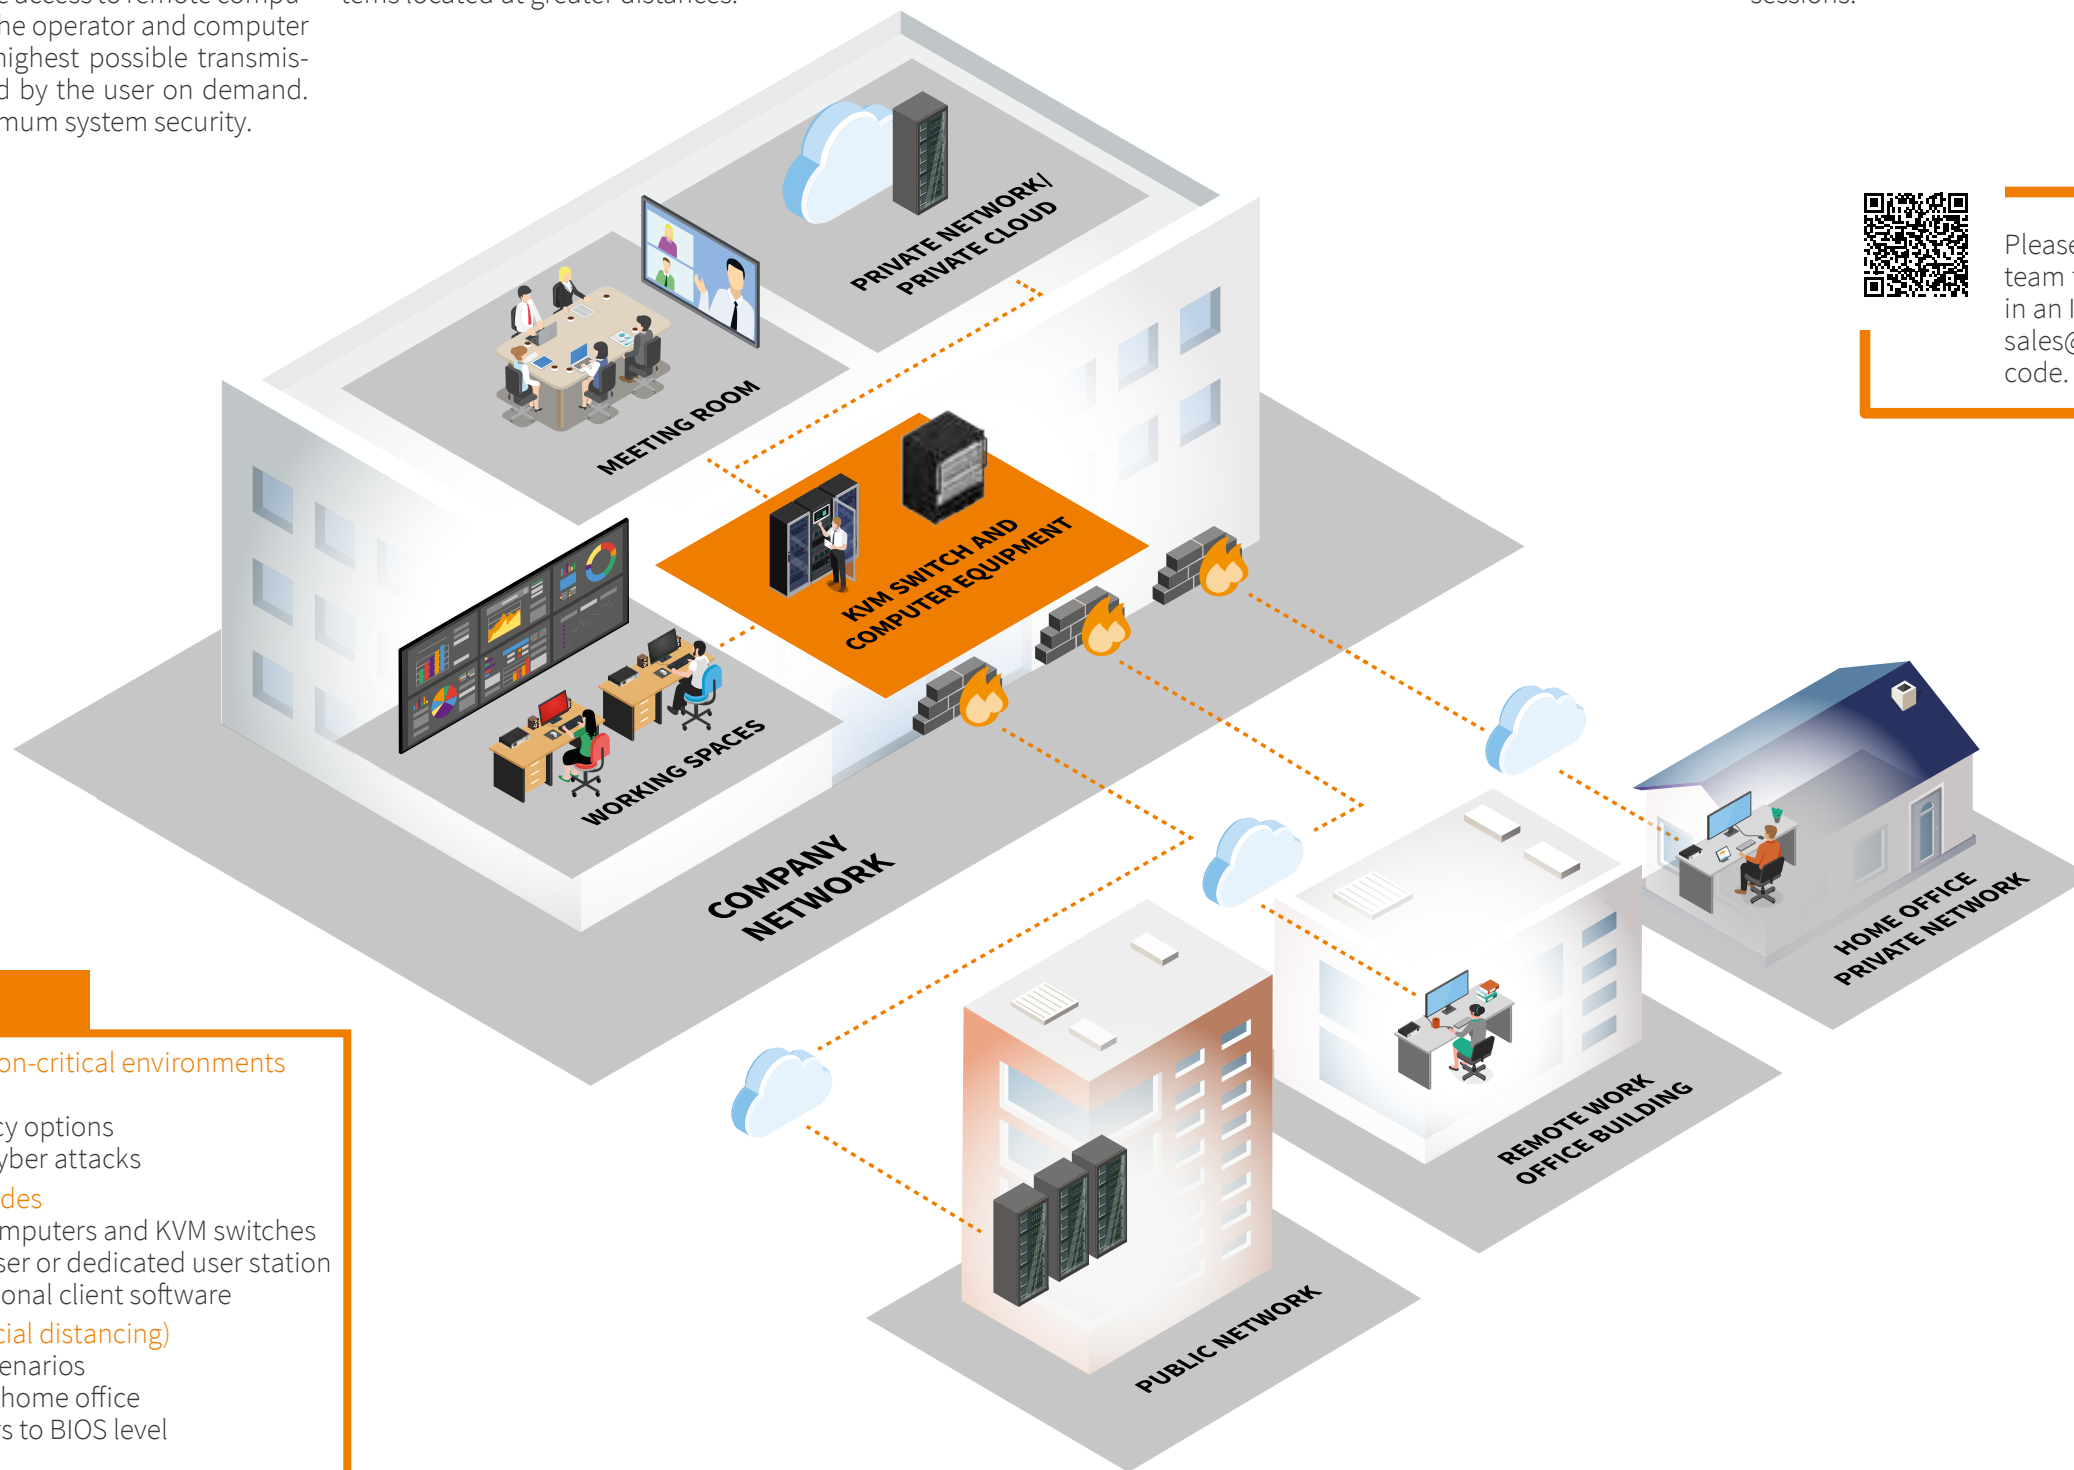 he operator and computer
highest possible transmis-
d by the user on demand.
mum system security.
sessions.
PRIVATE NETWORK/
PRIVATE CLOUD
MEETING ROOM
KVM SWITCH AND
COMPUTER EQUIPMENT
WORKING SPACES
COMPANY
NETWORK
Please
team
in an
sales@
code.
HOME OFFICE
PRIVATE NETWORK
REMOTE WORK
OFFICE BUILDING
PUBLIC NETWORK
on-critical environments
cy options
yber attacks
des
mputers and KVM switches
ser or dedicated user station
onal client software
cial distancing)
enarios
home office
rs to BIOS level